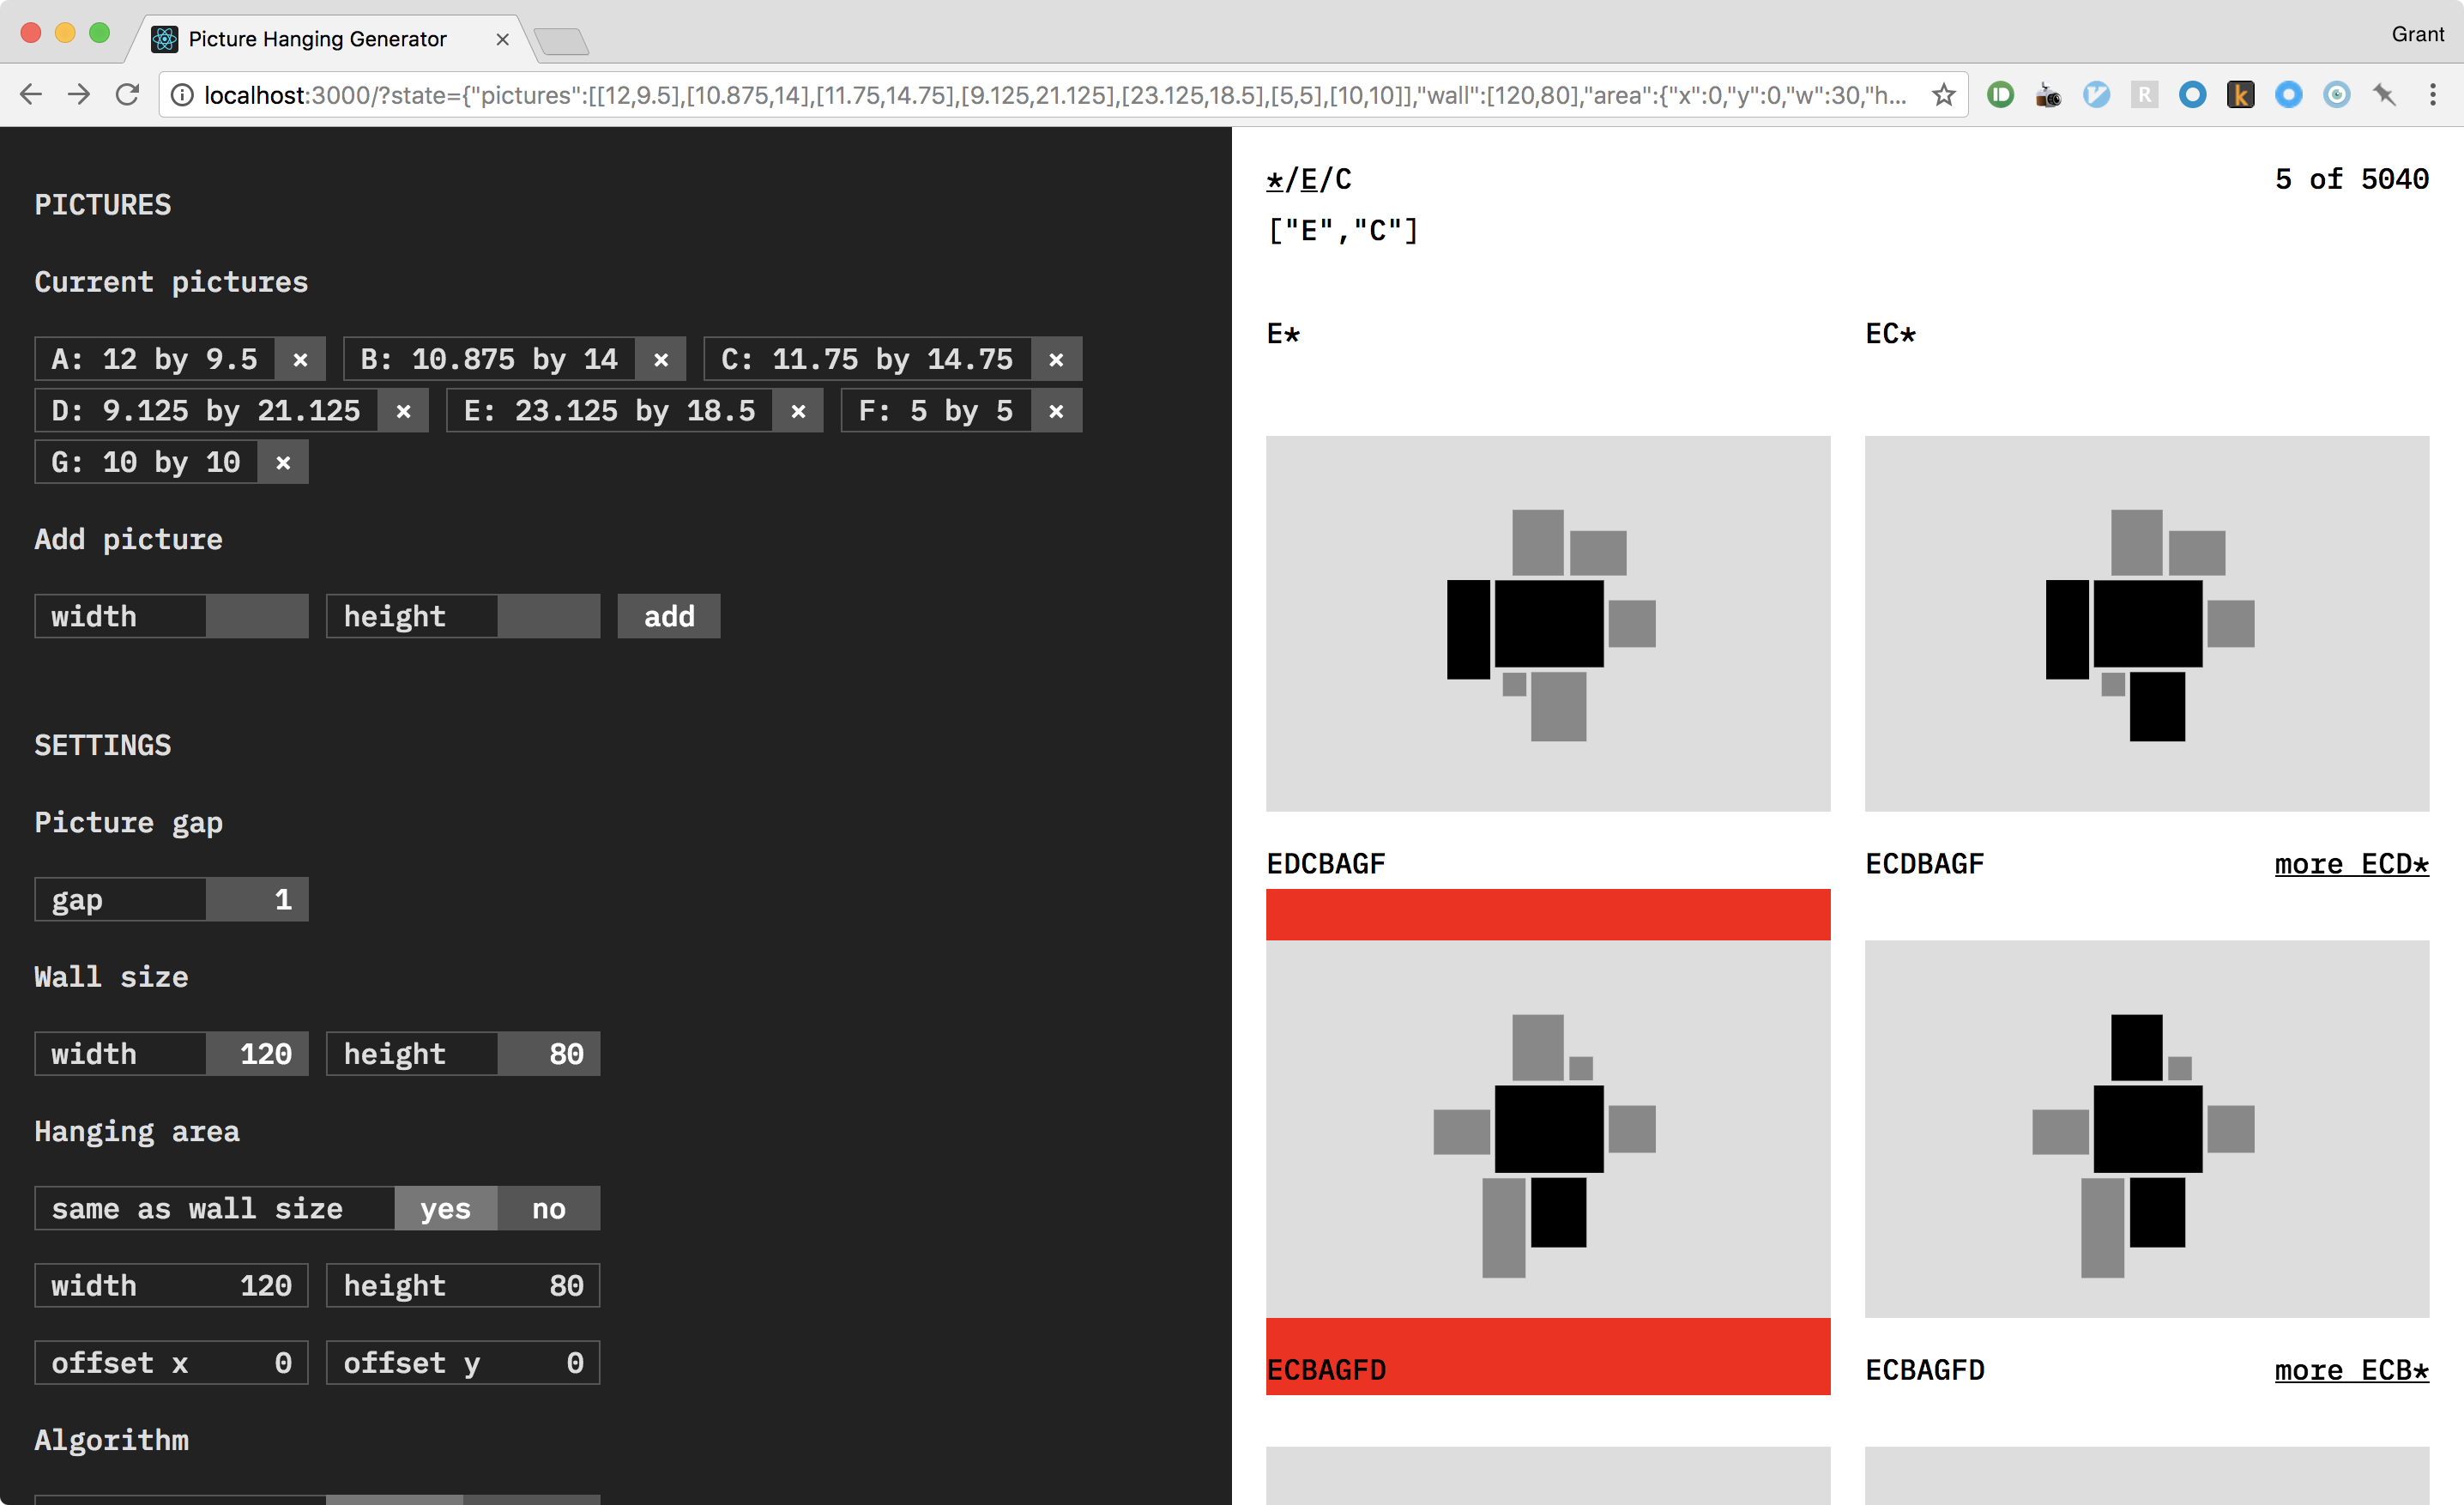 Picture Hanging Generator
Grant
localhost:3000/?state={"pictures":[[12,9.5],[10.875,14],[11.75,14.75],[9.125,21.125],[23.125,18.5],[5,5],[10,10]],"wall":[120,80],"area":{"x":0,"y":0,"w":30,"h...
R
k
PICTURES
Current pictures
A: 12 by 9.5 × B: 10.875 by 14 × C: 11.75 by 14.75 ×
D: 9.125 by 21.125 × E: 23.125 by 18.5 × F: 5 by 5 ×
G: 10 by 10 ×
Add picture
width height add
SETTINGS
Picture gap
gap 1
Wall size
width 120 height 80
Hanging area
same as wall size yes no
width 120 height 80
offset x 0 offset y 0
Algorithm
*/E/C 5 of 5040
["E","C"]
E* EC*
EDCBAGF ECDBAGF more ECD*
ECBAGFD ECBAGFD more ECB*